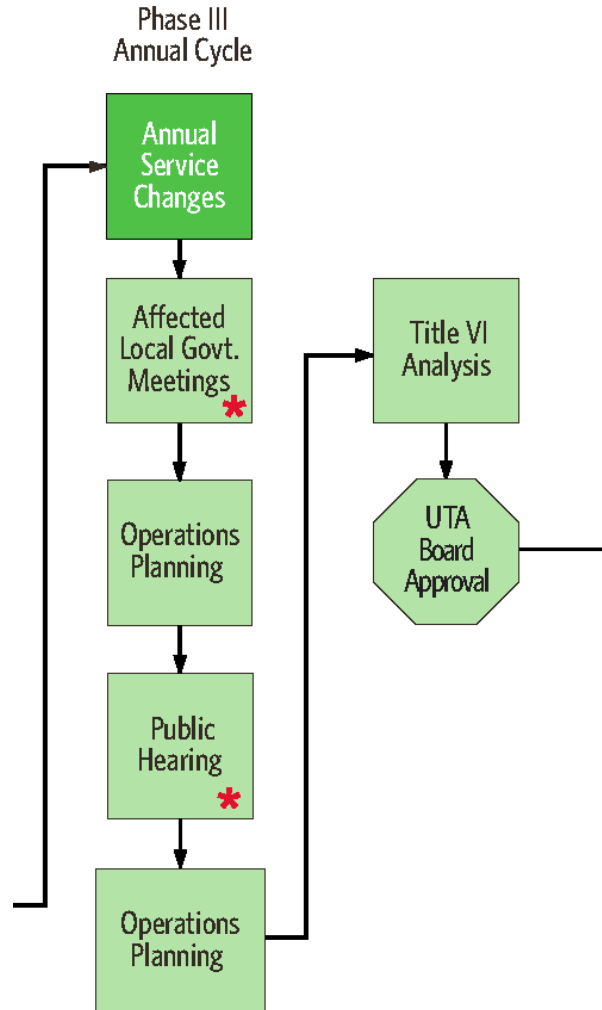 Phase III
Annual Cycle
Annual
Service
Changes
Affected
Local Govt.
Meetings
*
Operations
Planning
Public
Hearing
*
Operations
Planning
Title VI
Analysis
UTA
Board
Approval